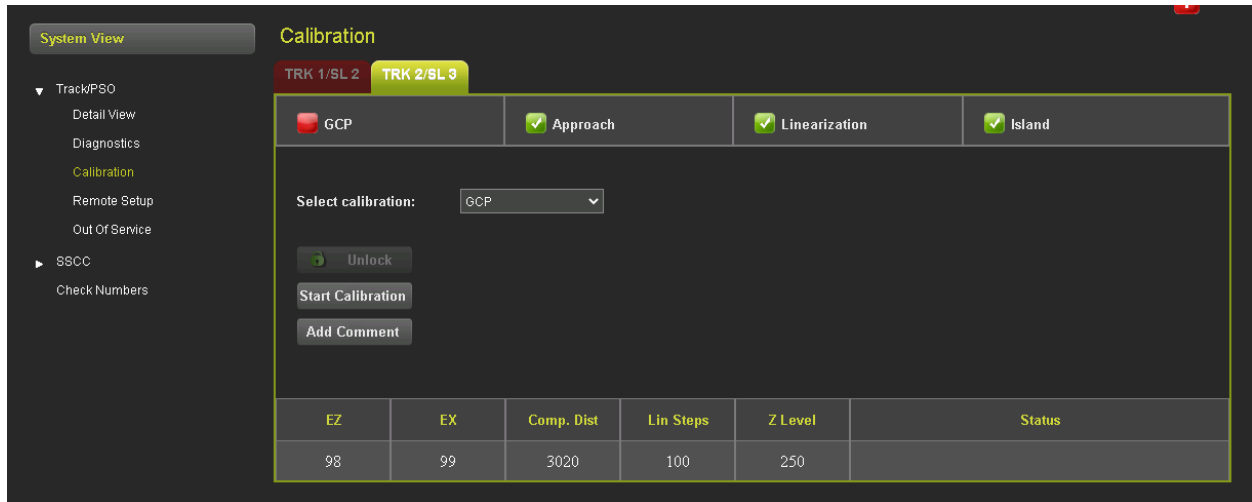 System View
Calibration
TRK 1/SL 2 TRK 2/SL 3
Track/PSO
Detail View
Diagnostics
Calibration
Remote Setup
Out Of Service
SSCC
Check Numbers
GCP Approach Linearization Island
Select calibration: GCP
Unlock
Start Calibration
Add Comment
EZ EX Comp. Dist Lin Steps Z Level Status
98 99 3020 100 250